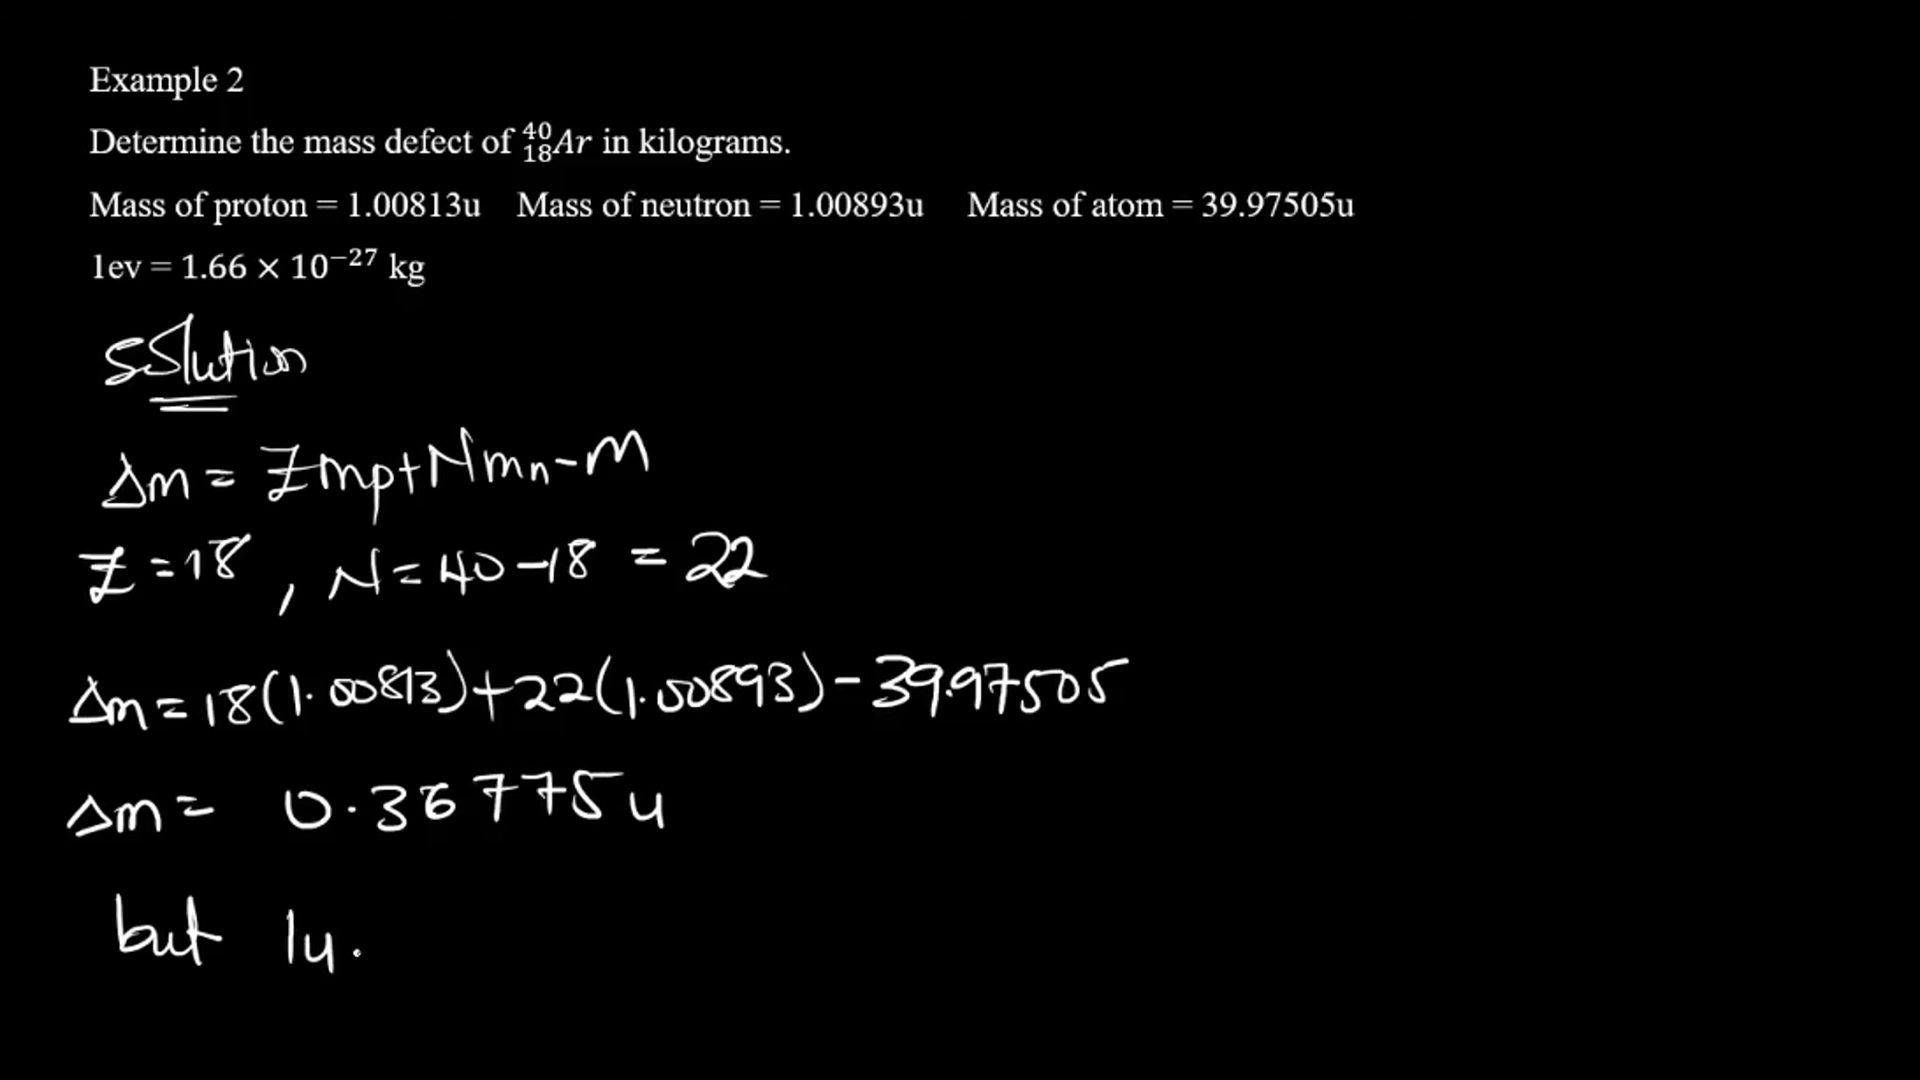 Example 2
Determine the mass defect of ⁴⁰₁₈Ar in kilograms.
Mass of proton = 1.00813u Mass of neutron = 1.00893u Mass of atom = 39.97505u
1ev = 1.66 × 10⁻²⁷ kg
Solution
Δm = Zmp + Nmn - M
Z = 18 , N = 40 - 18 = 22
Δm = 18(1.00813) + 22(1.00893) - 39.97505
Δm = 0.36775u
but 1u.